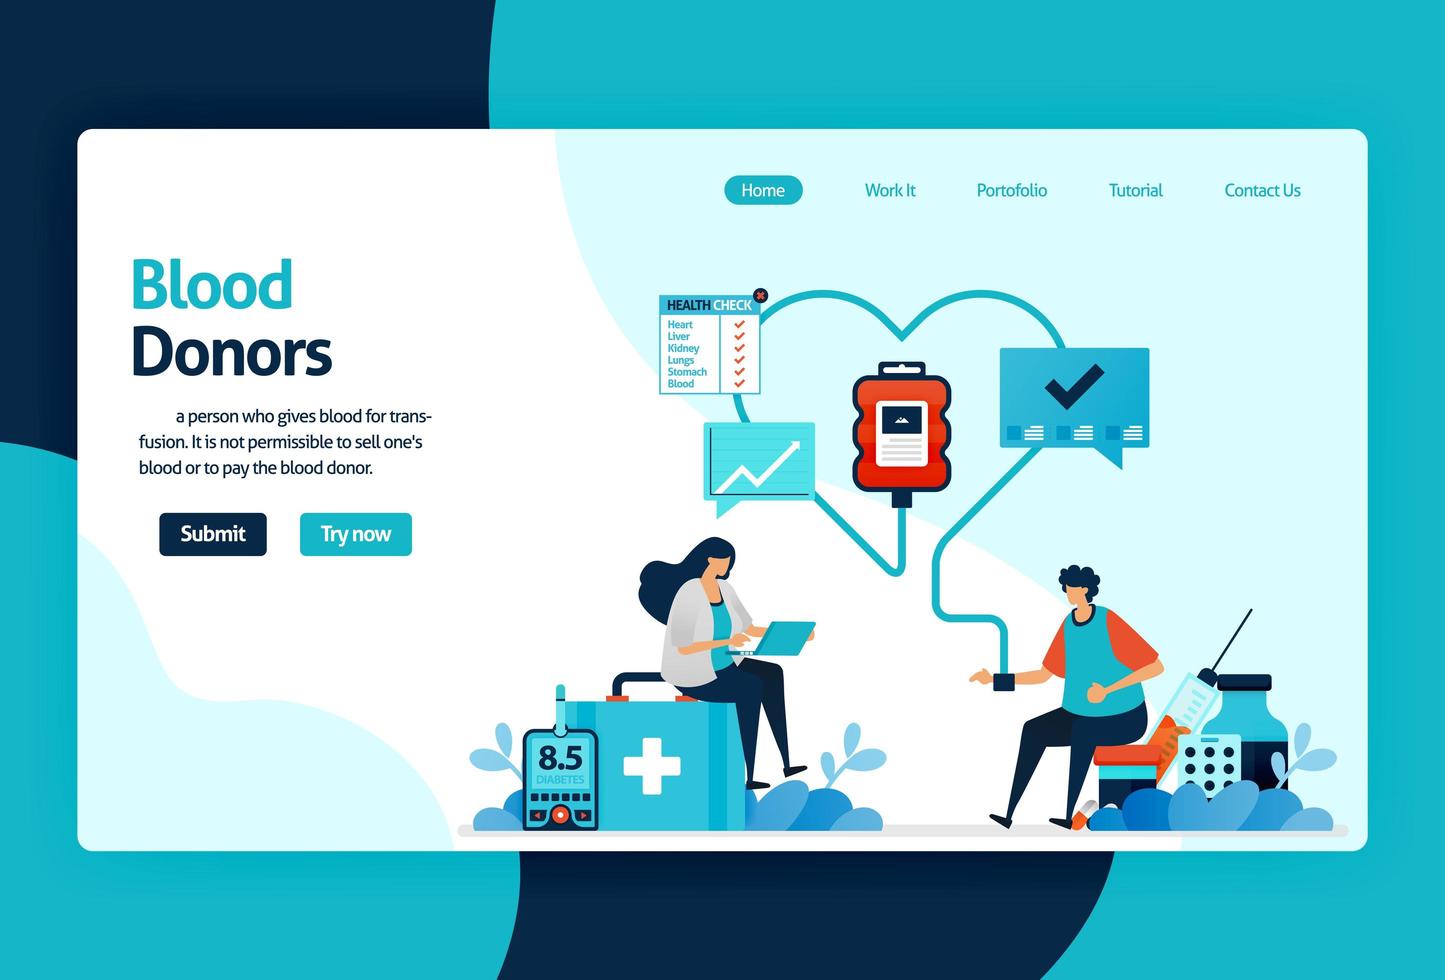 Home Work It Portofolio Tutorial Contact Us
Blood
Donors
a person who gives blood for trans-
fusion. It is not permissible to sell one's
blood or to pay the blood donor.
Submit Try now
HEALTH CHECK
Heart
Liver
Kidney
Lungs
Stomach
Blood
8.5
DIABETES